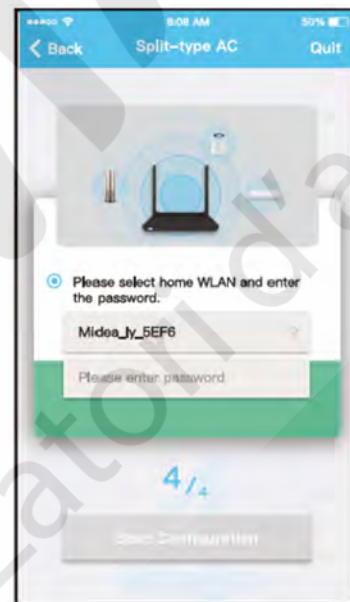 8:08 AM
50%
Back
Split-type AC
Quit
Please select home WLAN and enter
the password.
Midea_ly_5EF6
Please enter password
4/4
Start Configuration